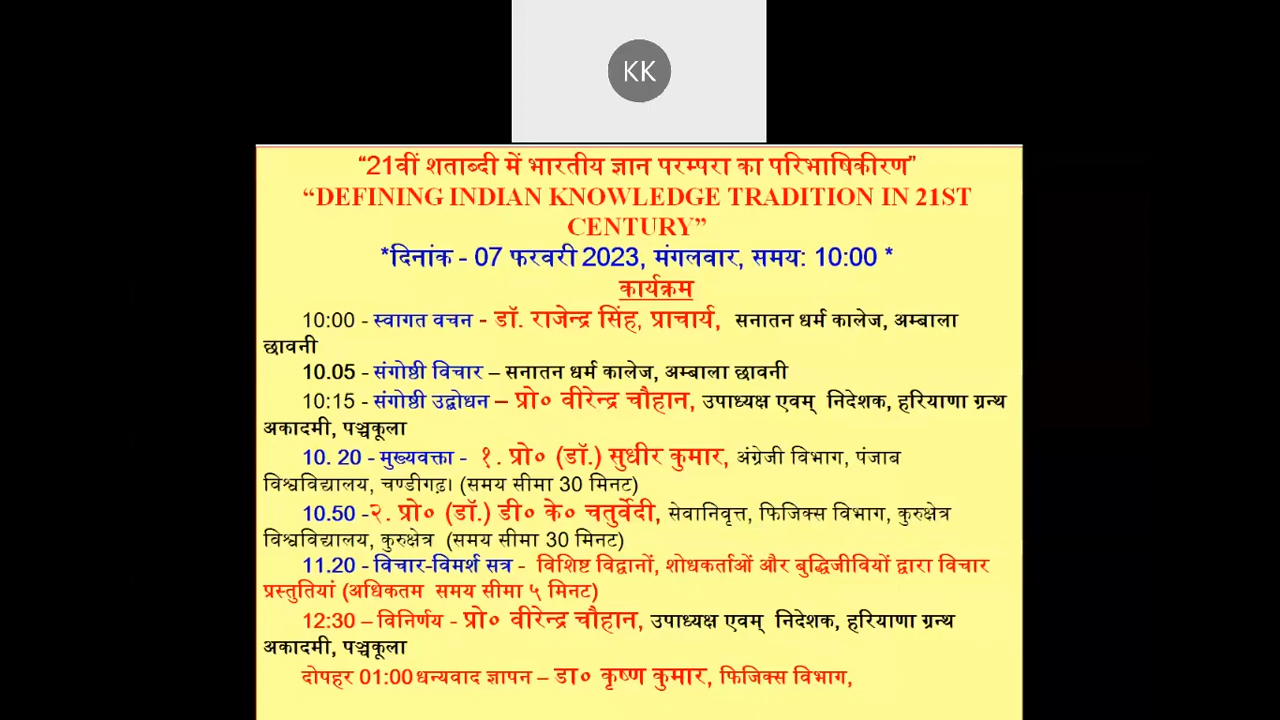 KK
“21वीं शताब्दी में भारतीय ज्ञान परम्परा का परिभाषिकीरण”
“DEFINING INDIAN KNOWLEDGE TRADITION IN 21ST
CENTURY”
*दिनांक - 07 फरवरी 2023, मंगलवार, समय: 10:00 *
कार्यक्रम
10:00 - स्वागत वचन - डॉ. राजेन्द्र सिंह, प्राचार्य, सनातन धर्म कालेज, अम्बाला
छावनी
10.05 - संगोष्ठी विचार – सनातन धर्म कालेज, अम्बाला छावनी
10:15 - संगोष्ठी उद्बोधन – प्रो० वीरेन्द्र चौहान, उपाध्यक्ष एवम् निदेशक, हरियाणा ग्रन्थ
अकादमी, पञ्चकूला
10. 20 - मुख्यवक्ता - १. प्रो० (डॉ.) सुधीर कुमार, अंग्रेजी विभाग, पंजाब
विश्वविद्यालय, चण्डीगढ़। (समय सीमा 30 मिनट)
10.50 -२. प्रो० (डॉ.) डी० के० चतुर्वेदी, सेवानिवृत्त, फिजिक्स विभाग, कुरुक्षेत्र
विश्वविद्यालय, कुरुक्षेत्र (समय सीमा 30 मिनट)
11.20 - विचार-विमर्श सत्र - विशिष्ट विद्वानों, शोधकर्ताओं और बुद्धिजीवियों द्वारा विचार
प्रस्तुतियां (अधिकतम समय सीमा ५ मिनट)
12:30 – विनिर्णय - प्रो० वीरेन्द्र चौहान, उपाध्यक्ष एवम् निदेशक, हरियाणा ग्रन्थ
अकादमी, पञ्चकूला
दोपहर 01:00 धन्यवाद ज्ञापन – डा० कृष्ण कुमार, फिजिक्स विभाग,